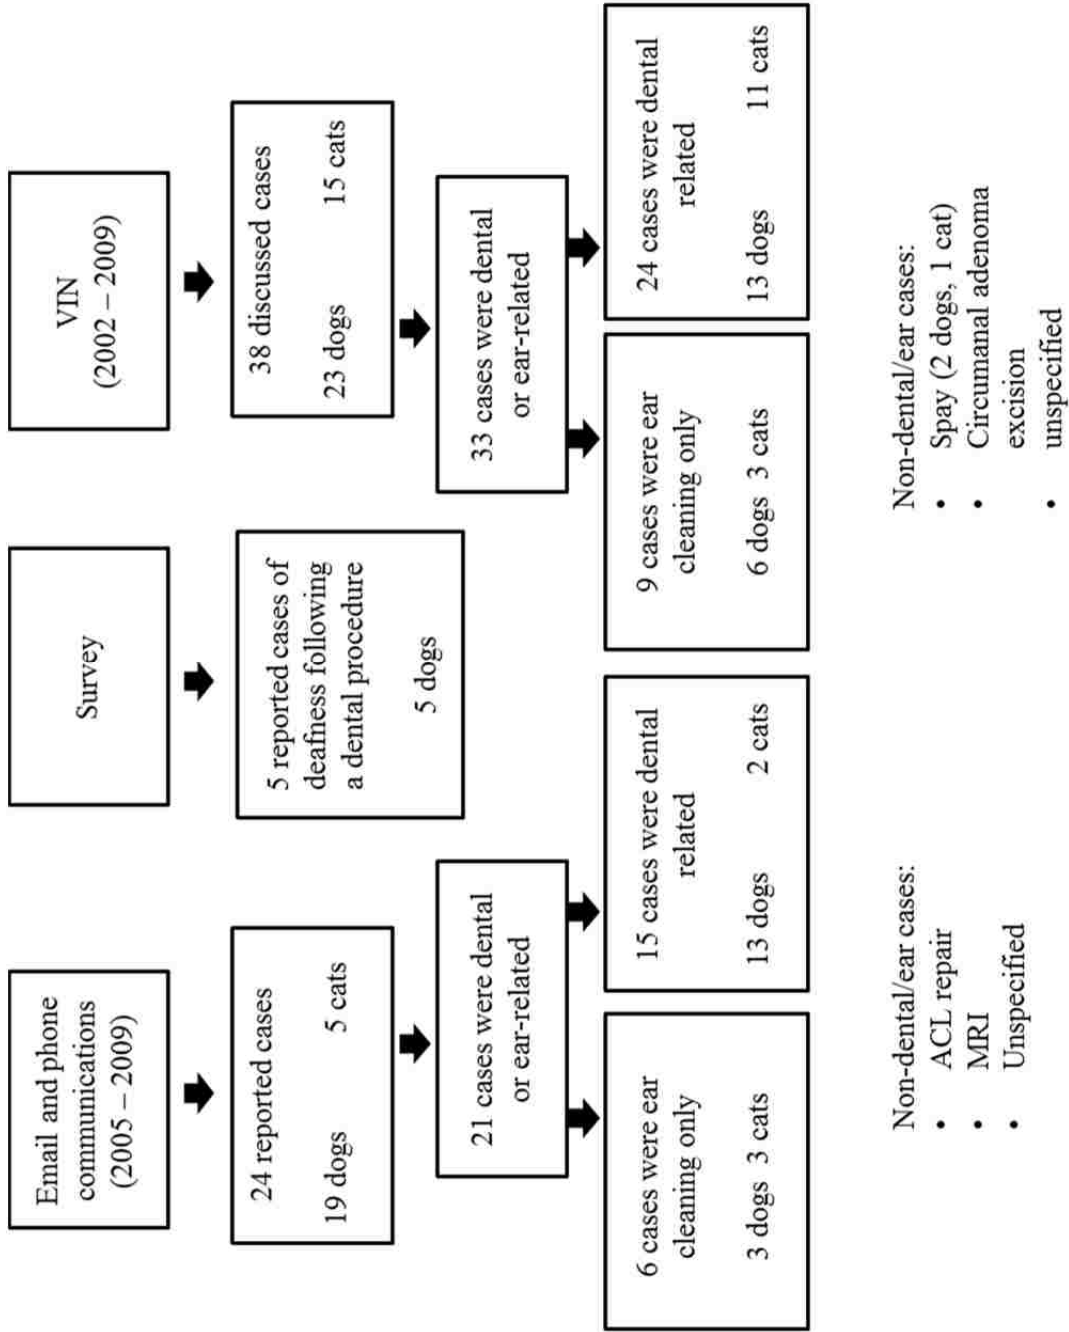 Email and phone
communications
(2005 – 2009)
24 reported cases
19 dogs 5 cats
21 cases were dental
or ear-related
6 cases were ear
cleaning only
3 dogs 3 cats
15 cases were dental
related
13 dogs 2 cats
Non-dental/ear cases:
• ACL repair
• MRI
• Unspecified
Survey
5 reported cases of
deafness following
a dental procedure
5 dogs
VIN
(2002 – 2009)
38 discussed cases
23 dogs 15 cats
33 cases were dental
or ear-related
9 cases were ear
cleaning only
6 dogs 3 cats
24 cases were dental
related
13 dogs 11 cats
Non-dental/ear cases:
• Spay (2 dogs, 1 cat)
• Circumanal adenoma
excision
• unspecified